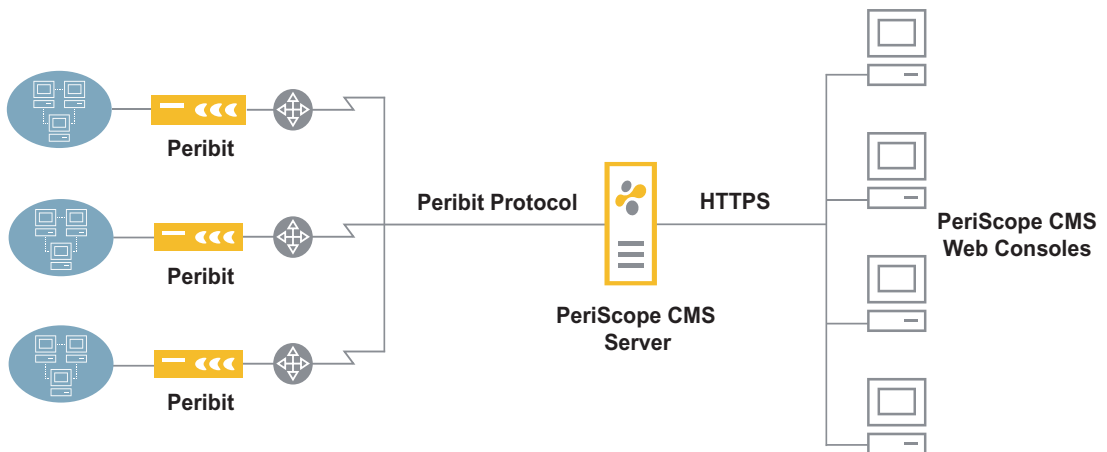 Peribit
Peribit
Peribit
Peribit Protocol
PeriScope CMS
Server
HTTPS
PeriScope CMS
Web Consoles